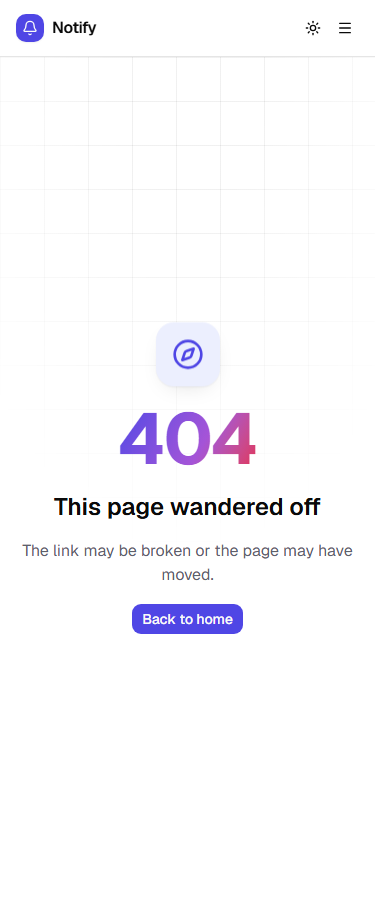 Notify
404
This page wandered off
The link may be broken or the page may have
moved.
Back to home